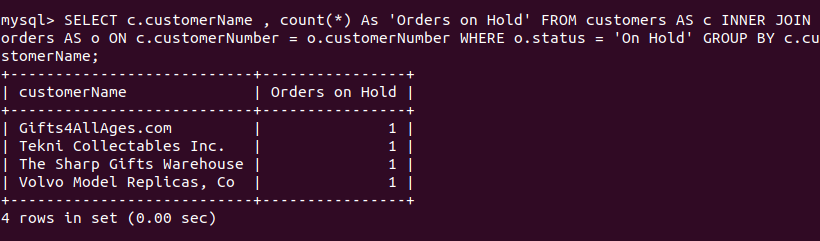 mysql> SELECT c.customerName , count(*) As 'Orders on Hold' FROM customers AS c INNER JOIN
orders AS o ON c.customerNumber = o.customerNumber WHERE o.status = 'On Hold' GROUP BY c.cu
stomerName;
+---------------------------+----------------+
| customerName              | Orders on Hold |
+---------------------------+----------------+
| Gifts4AllAges.com         |              1 |
| Tekni Collectables Inc.   |              1 |
| The Sharp Gifts Warehouse |              1 |
| Volvo Model Replicas, Co  |              1 |
+---------------------------+----------------+
4 rows in set (0.00 sec)